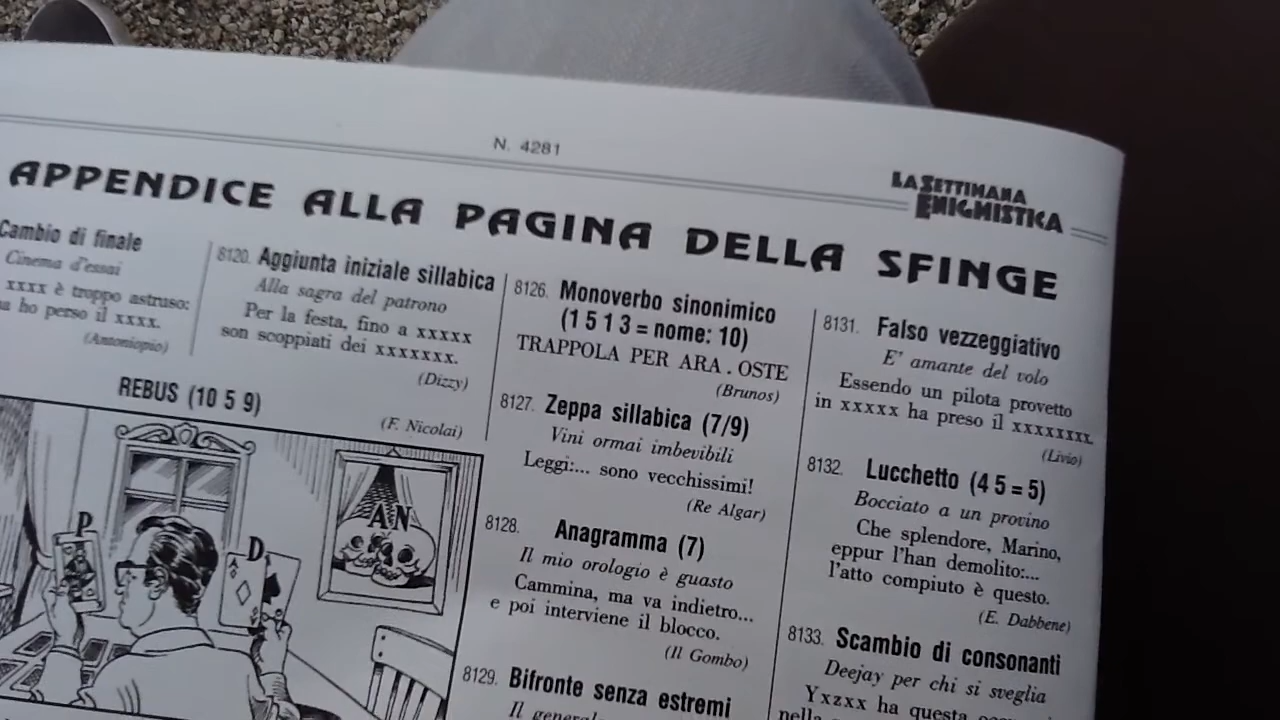 N. 4281
LA SETTIMANA
ENIGMISTICA
APPENDICE ALLA PAGINA DELLA SFINGE
Cambio di finale
Cinema d'essai
xxxx è troppo astruso:
ho perso il xxxx.
(Antoniopio)
8120. Aggiunta iniziale sillabica
Alla sagra del patrono
Per la festa, fino a xxxxx
son scoppiati dei xxxxxxx.
(Dizzy)
REBUS (10 5 9)
(F. Nicolai)
P
D
AN
A
A
8126. Monoverbo sinonimico
(1 5 1 3 = nome: 10)
TRAPPOLA PER ARA . OSTE
(Brunos)
8127. Zeppa sillabica (7/9)
Vini ormai imbevibili
Leggi:... sono vecchissimi!
(Re Algar)
8128. Anagramma (7)
Il mio orologio è guasto
Cammina, ma va indietro...
e poi interviene il blocco.
(Il Gombo)
8129. Bifronte senza estremi
Il
8131. Falso vezzeggiativo
E' amante del volo
Essendo un pilota provetto
in xxxxx ha preso il xxxxxxxx.
(Livio)
8132. Lucchetto (4 5 = 5)
Bocciato a un provino
Che splendore, Marino,
eppur l'han demolito:...
l'atto compiuto è questo.
(E. Dabbene)
8133. Scambio di consonanti
Deejay per chi si sveglia
Yxzxx ha questa